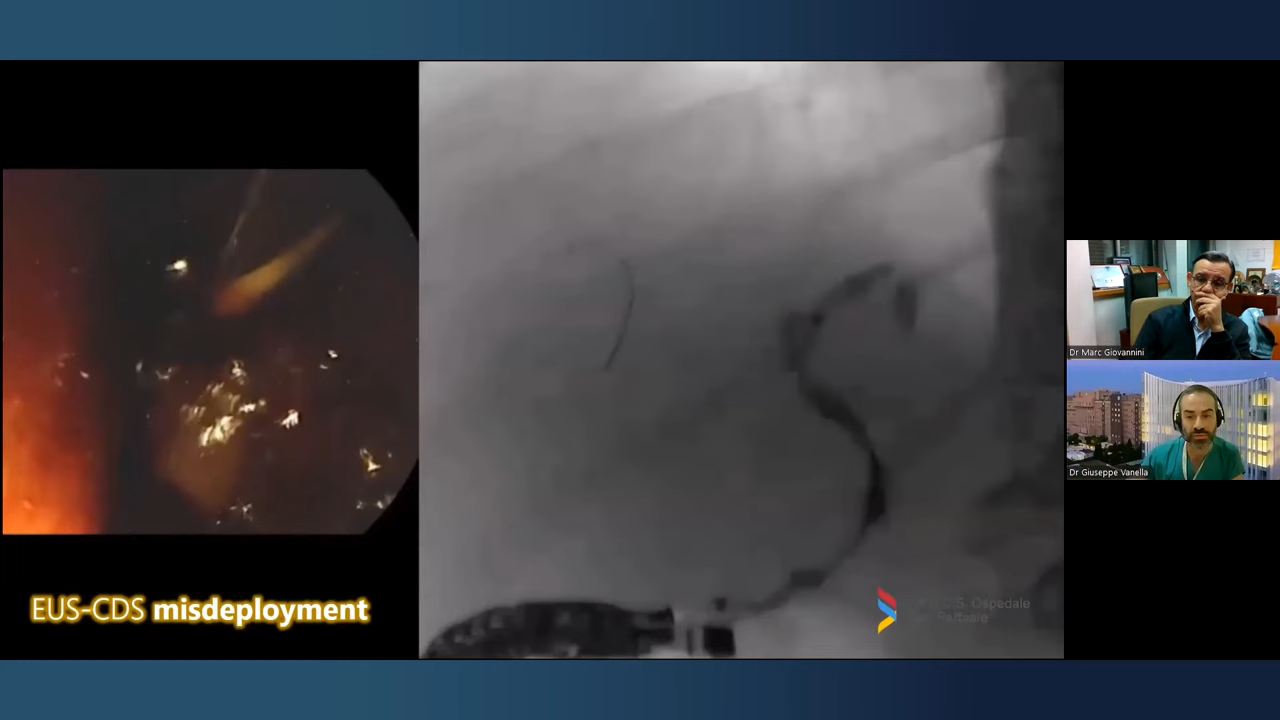 EUS-CDS misdeployment
Ospedale
Dr Marc Giovannini
Dr Giuseppe Vanella